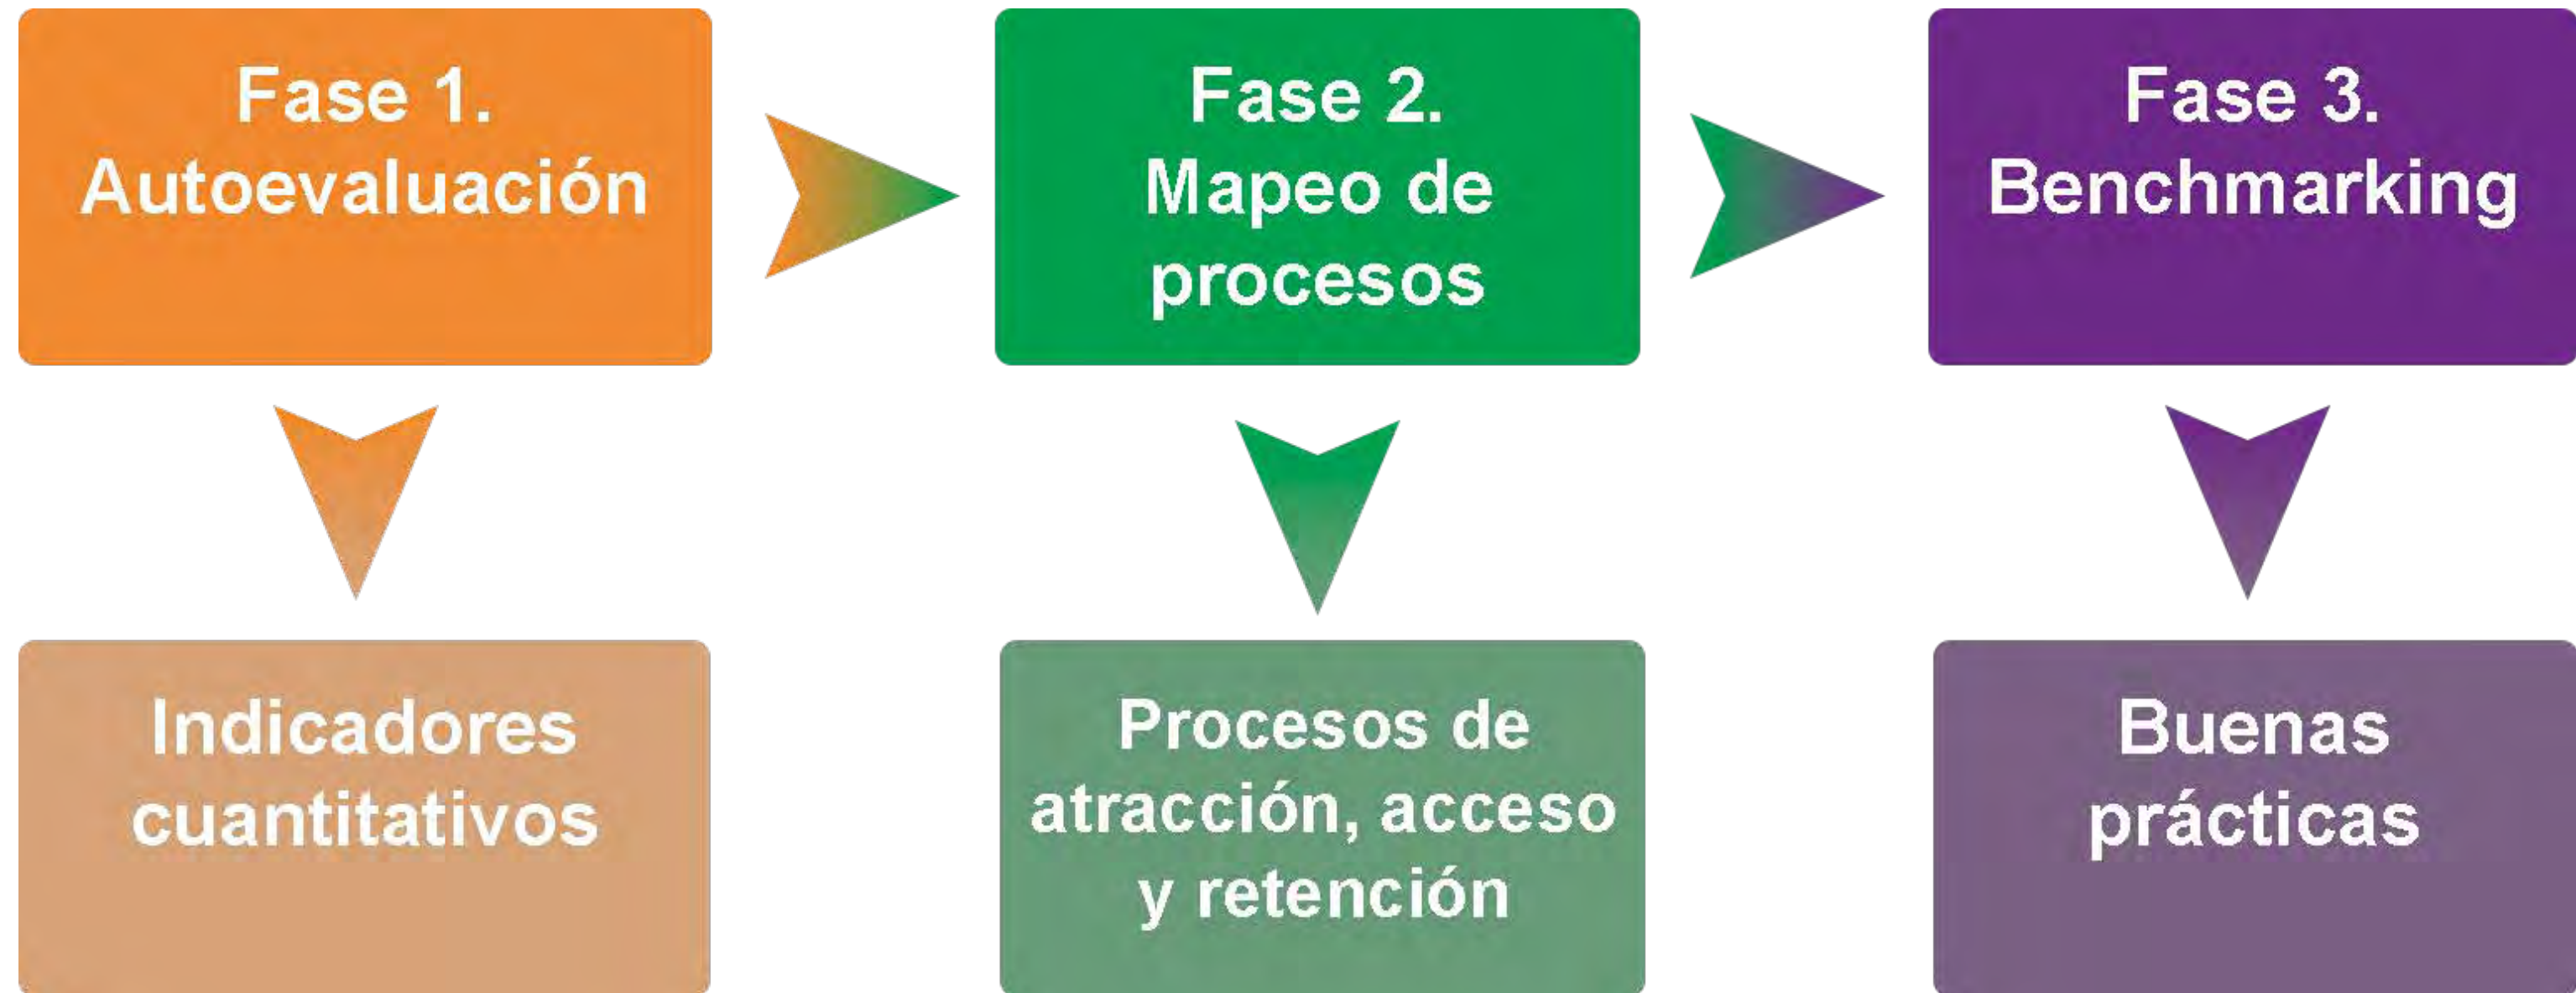 Fase 1.
Autoevaluación
Fase 2.
Mapeo de
procesos
Fase 3.
Benchmarking
Indicadores
cuantitativos
Procesos de
atracción, acceso
y retención
Buenas
prácticas